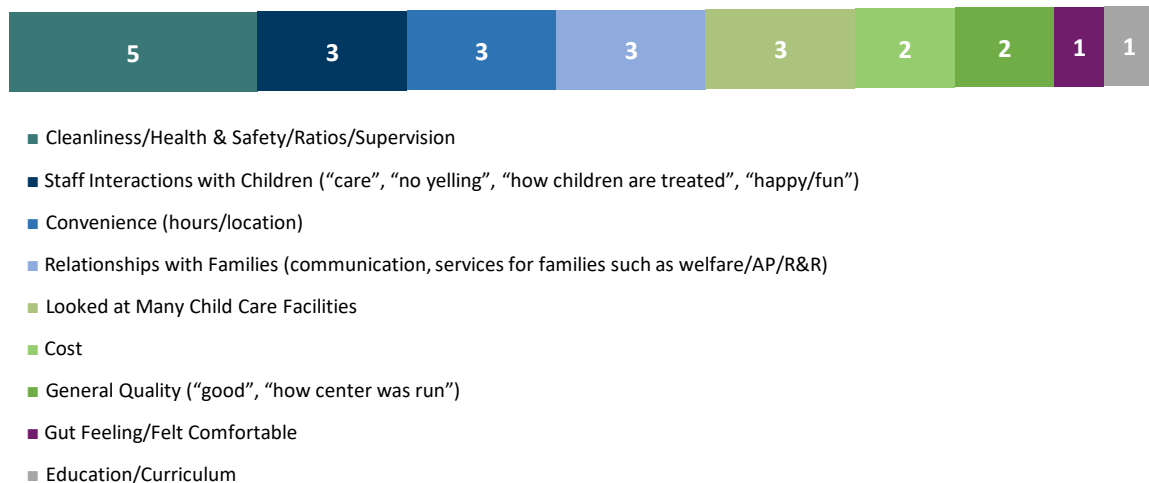 5 3 3 3 3 2 2 1 1
Cleanliness/Health & Safety/Ratios/Supervision
Staff Interactions with Children (“care”, “no yelling”, “how children are treated”, “happy/fun”)
Convenience (hours/location)
Relationships with Families (communication, services for families such as welfare/AP/R&R)
Looked at Many Child Care Facilities
Cost
General Quality (“good”, “how center was run”)
Gut Feeling/Felt Comfortable
Education/Curriculum